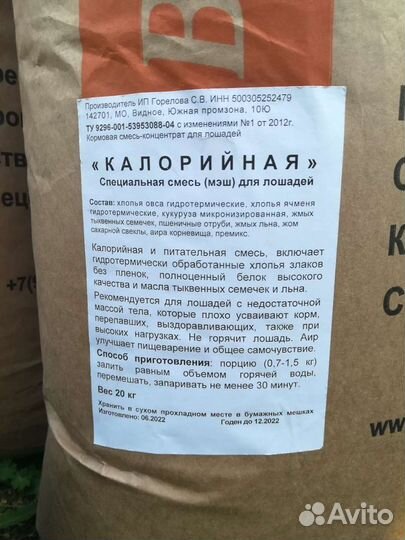 В
Производитель ИП Горелова С.В. ИНН 500305252479
142701, МО, Видное, Южная промзона, 10Ю
ТУ 9296-001-53953088-04 с изменениями №1 от 2012г.
Кормовая смесь-концентрат для лошадей
« КАЛОРИЙНАЯ »
Специальная смесь (мэш) для лошадей
Состав: хлопья овса гидротермические, хлопья ячменя
гидротермические, кукуруза микронизированная, жмых
тыквенных семечек, пшеничные отруби, жмых льна, жом
сахарной свеклы, аира корневища, премикс.
Калорийная и питательная смесь, включает
гидротермически обработанные хлопья злаков
без пленок, полноценный белок высокого
качества и масла тыквенных семечек и льна.
Рекомендуется для лошадей с недостаточной
массой тела, которые плохо усваивают корм,
перепавших, выздоравливающих, также при
высоких нагрузках. Не горячит лошадь. Аир
улучшает пищеварение и общее самочувствие.
Способ приготовления: порцию (0,7-1,5 кг)
залить равным объемом горячей воды,
перемешать, запаривать не менее 30 минут.
Вес 20 кг
Хранить в сухом прохладном месте в бумажных мешках
Изготовлено: 06.2022 Годен до 12.2022
+7(
www.
Avito